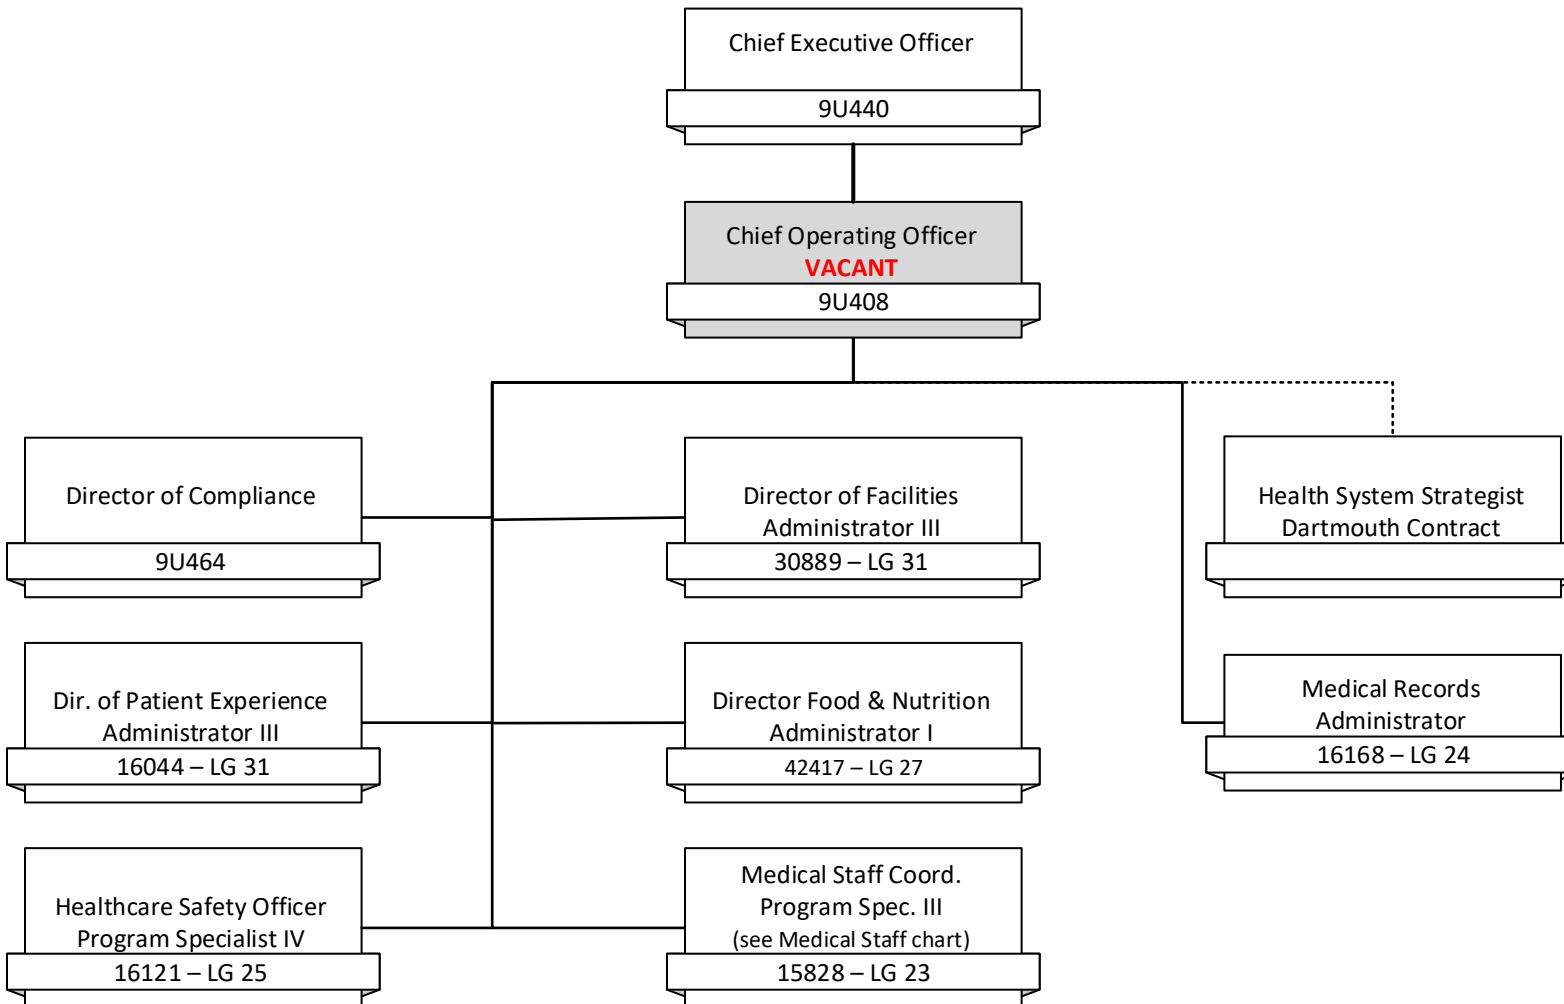 Chief Executive Officer
9U440
Chief Operating Officer
VACANT
9U408
Director of Compliance
9U464
Director of Facilities
Administrator III
30889 – LG 31
Health System Strategist
Dartmouth Contract
Dir. of Patient Experience
Administrator III
16044 – LG 31
Director Food & Nutrition
Administrator I
42417 – LG 27
Medical Records
Administrator
16168 – LG 24
Healthcare Safety Officer
Program Specialist IV
16121 – LG 25
Medical Staff Coord.
Program Spec. III
(see Medical Staff chart)
15828 – LG 23